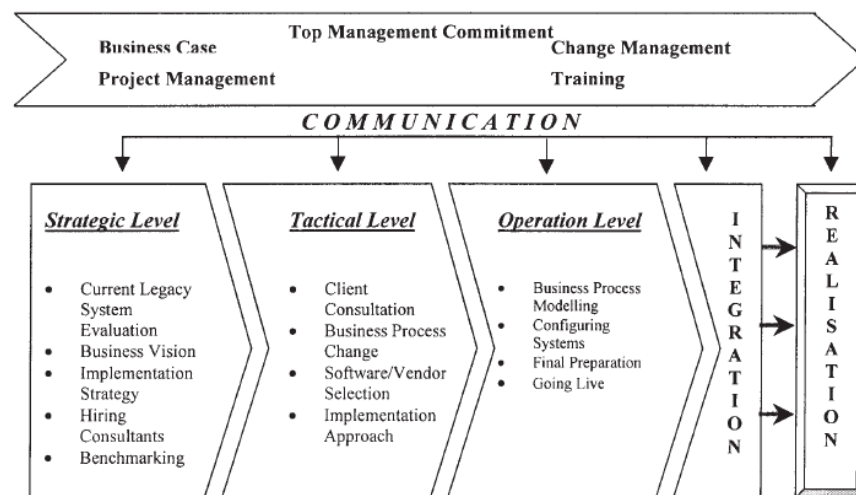 Top Management Commitment
Business Case
Change Management
Project Management
Training
COMMUNICATION
Strategic Level
• Current Legacy
System
Evaluation
• Business Vision
• Implementation
Strategy
• Hiring
Consultants
• Benchmarking
Tactical Level
• Client
Consultation
• Business Process
Change
• Software/Vendor
Selection
• Implementation
Approach
Operation Level
• Business Process
Modelling
• Configuring
Systems
• Final Preparation
• Going Live
INTEGRATION
REALISATION